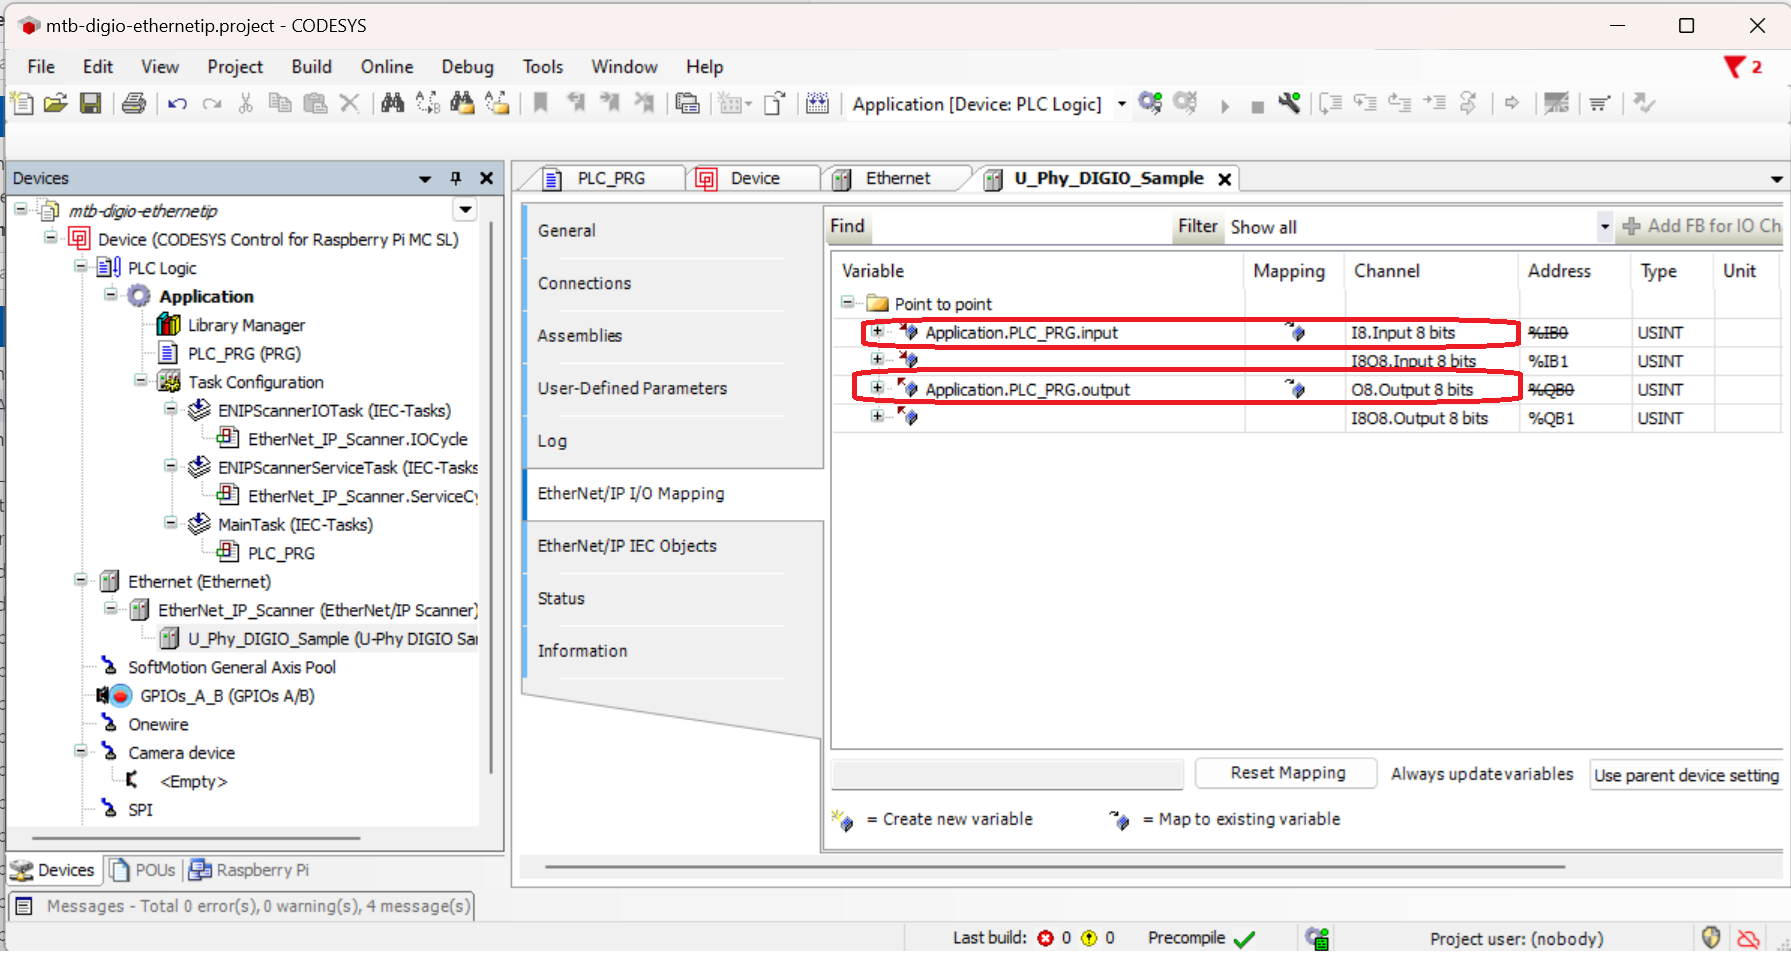 mtb-digio-ethernetip.project - CODESYS
File Edit View Project Build Online Debug Tools Window Help
2
Application [Device: PLC Logic]
Devices
mtb-digio-ethernetip
Device (CODESYS Control for Raspberry Pi MC SL)
PLC Logic
Application
Library Manager
PLC_PRG (PRG)
Task Configuration
ENIPScannerIOTask (IEC-Tasks)
EtherNet_IP_Scanner.IOCycle
ENIPScannerServiceTask (IEC-Tasks
EtherNet_IP_Scanner.ServiceCy
MainTask (IEC-Tasks)
PLC_PRG
Ethernet (Ethernet)
EtherNet_IP_Scanner (EtherNet/IP Scanner)
U_Phy_DIGIO_Sample (U-Phy DIGIO Sa
SoftMotion General Axis Pool
GPIOs_A_B (GPIOs A/B)
Onewire
Camera device
<Empty>
SPI
Devices POUs Raspberry Pi
PLC_PRG Device Ethernet U_Phy_DIGIO_Sample
General
Connections
Assemblies
User-Defined Parameters
Log
EtherNet/IP I/O Mapping
EtherNet/IP IEC Objects
Status
Information
Find Filter Show all Add FB for IO Ch
Variable Mapping Channel Address Type Unit
Point to point
Application.PLC_PRG.input I8.Input 8 bits %IB0 USINT
I8O8.Input 8 bits %IB1 USINT
Application.PLC_PRG.output O8.Output 8 bits %QB0 USINT
I8O8.Output 8 bits %QB1 USINT
Reset Mapping Always update variables Use parent device setting
= Create new variable = Map to existing variable
Messages - Total 0 error(s), 0 warning(s), 4 message(s)
Last build: 0 0 Precompile Project user: (nobody)